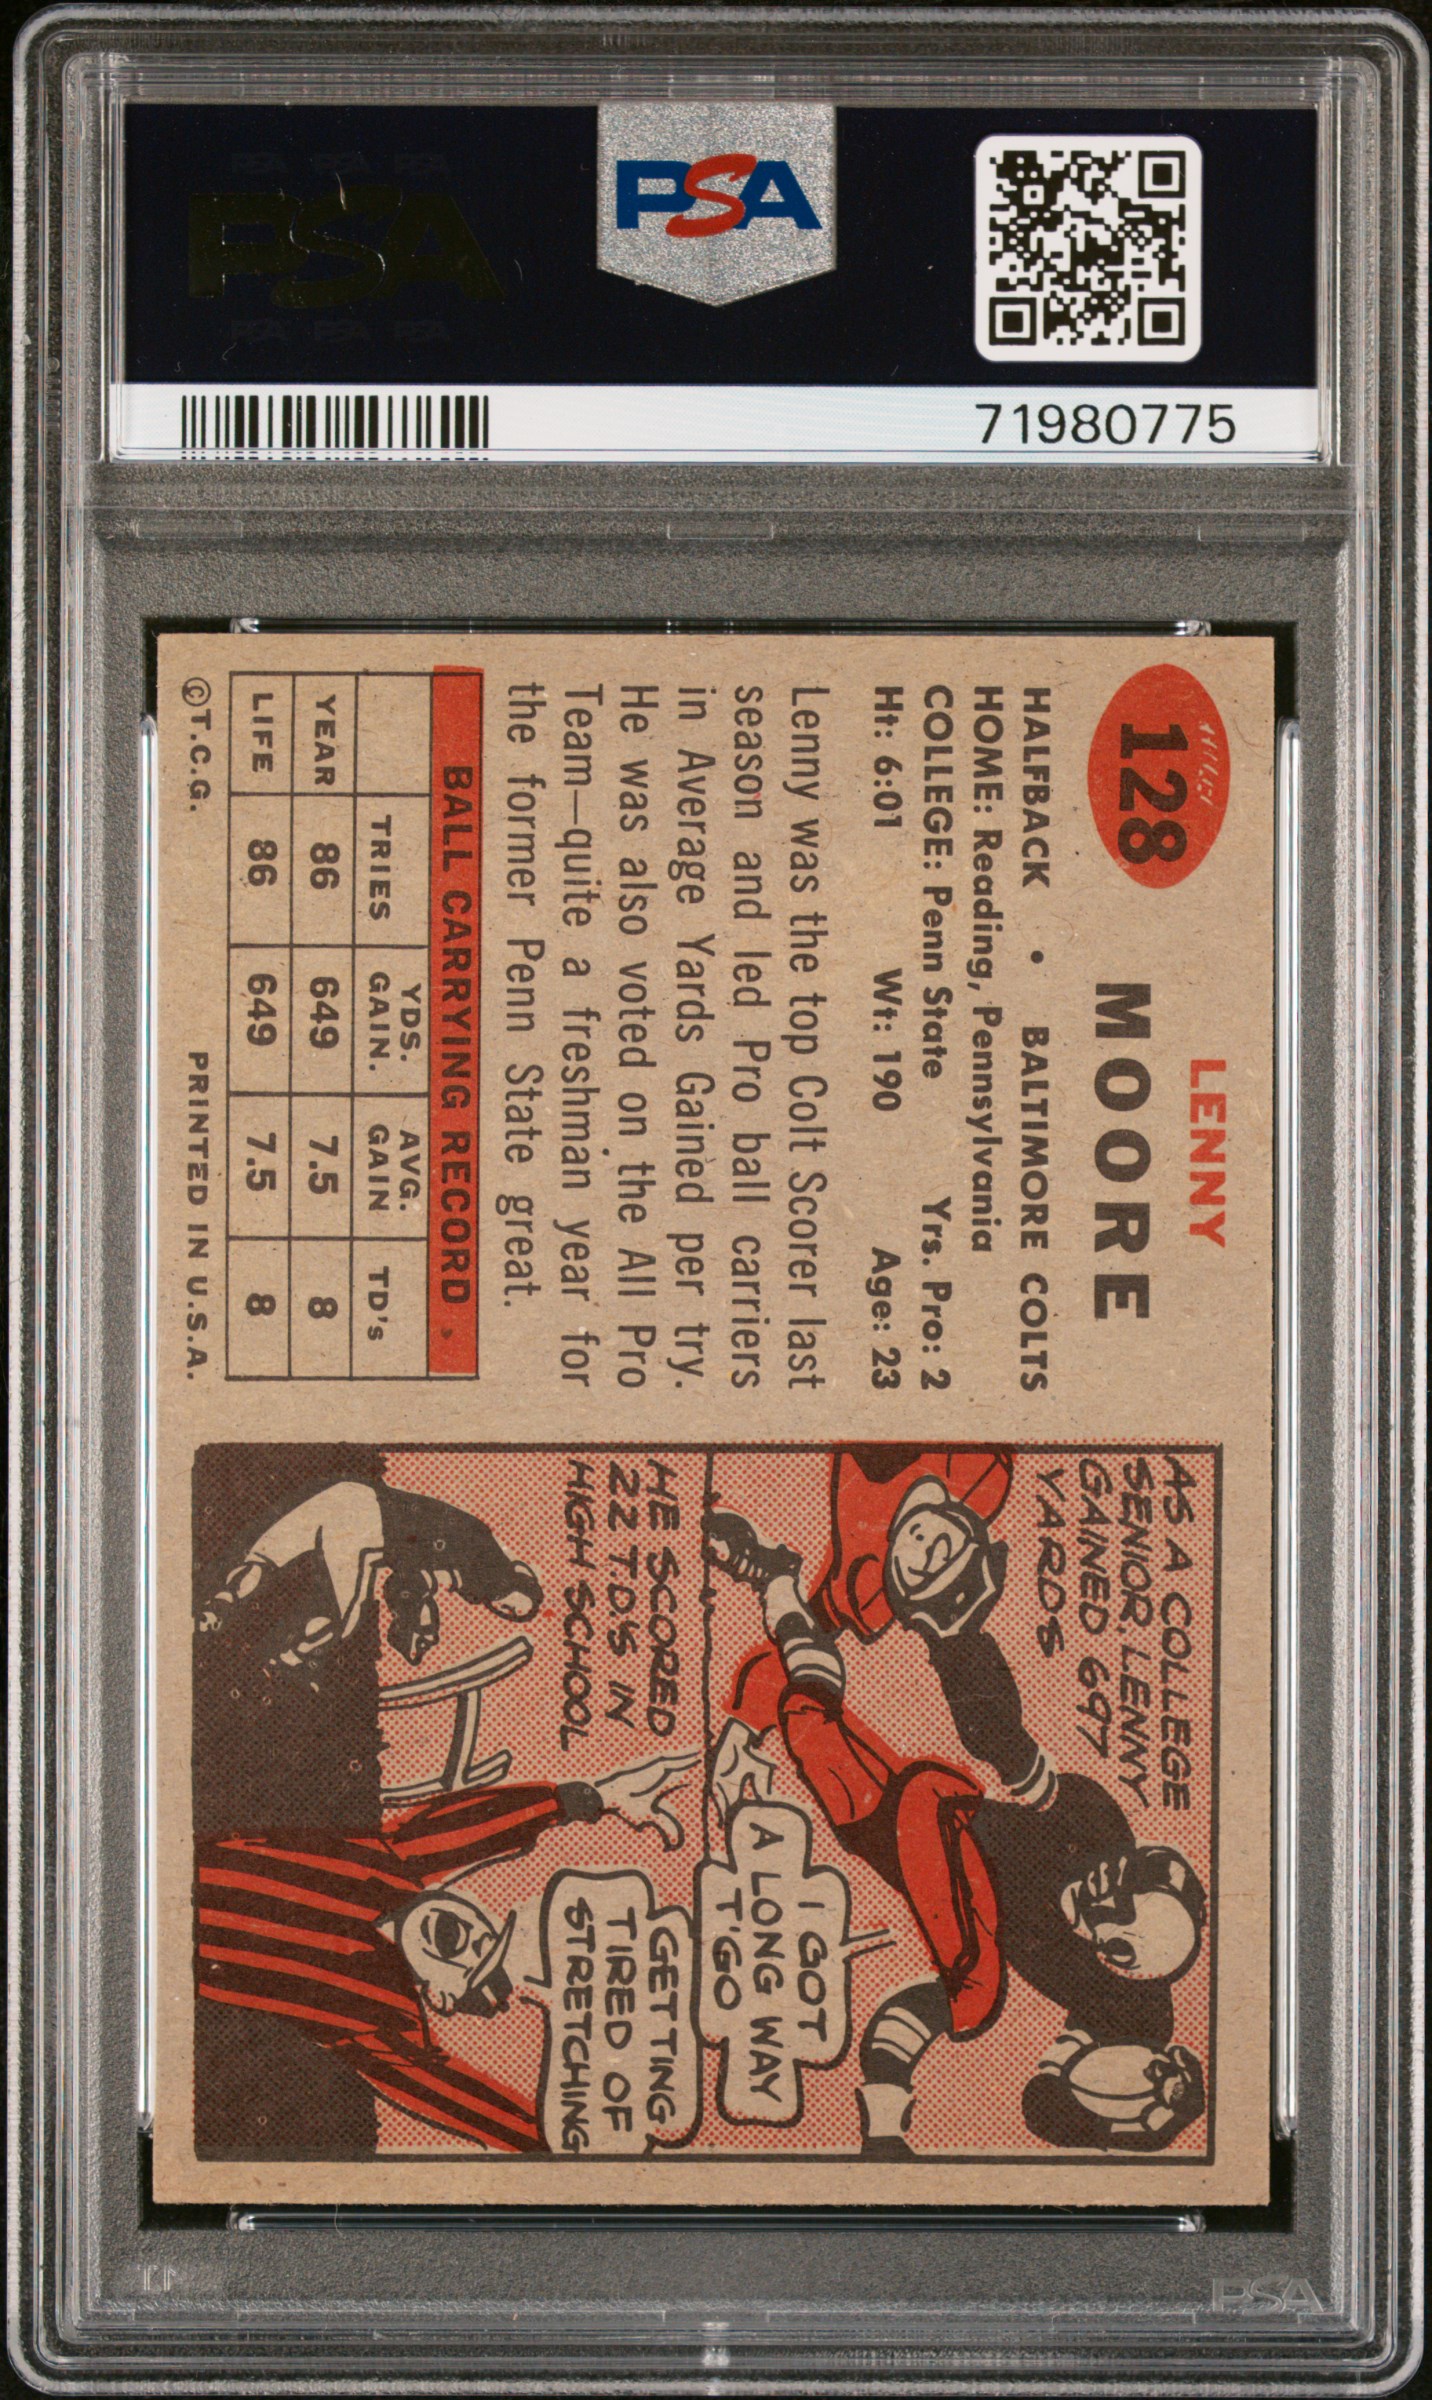 PSA
PSA
71980775
128
LENNY
MOORE
HALFBACK • BALTIMORE COLTS
HOME: Reading, Pennsylvania
COLLEGE: Penn State Yrs. Pro: 2
Ht: 6:01 Wt: 190 Age: 23
Lenny was the top Colt Scorer last
season and led Pro ball carriers
in Average Yards Gained per try.
He was also voted on the All Pro
Team—quite a freshman year for
the former Penn State great.
BALL CARRYING RECORD
TRIES YDS. GAIN. AVG. GAIN TD's
YEAR 86 649 7.5 8
LIFE 86 649 7.5 8
©T.C.G. PRINTED IN U.S.A.
AS A COLLEGE
SENIOR, LENNY
GAINED 697
YARDS
I GOT
A LONG WAY
T'GO
HE SCORED
22 T.D.'S IN
HIGH SCHOOL
GETTING
TIRED OF
STRETCHING
PSA